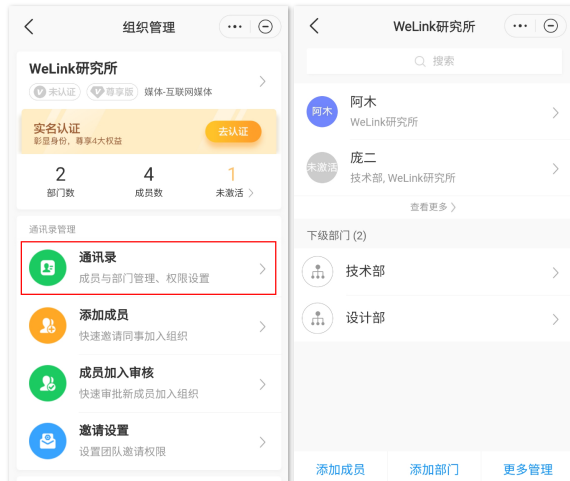 组织管理
WeLink研究所
未认证 尊享版 媒体-互联网媒体
实名认证
彰显身份，尊享4大权益
去认证
2 4 1
部门数 成员数 未激活
通讯录管理
通讯录
成员与部门管理、权限设置
添加成员
快速邀请同事加入组织
成员加入审核
快速审批新成员加入组织
邀请设置
设置团队邀请权限
WeLink研究所
搜索
阿木
阿木
WeLink研究所
未激活
庞二
技术部, WeLink研究所
查看更多
下级部门 (2)
技术部
设计部
添加成员 添加部门 更多管理